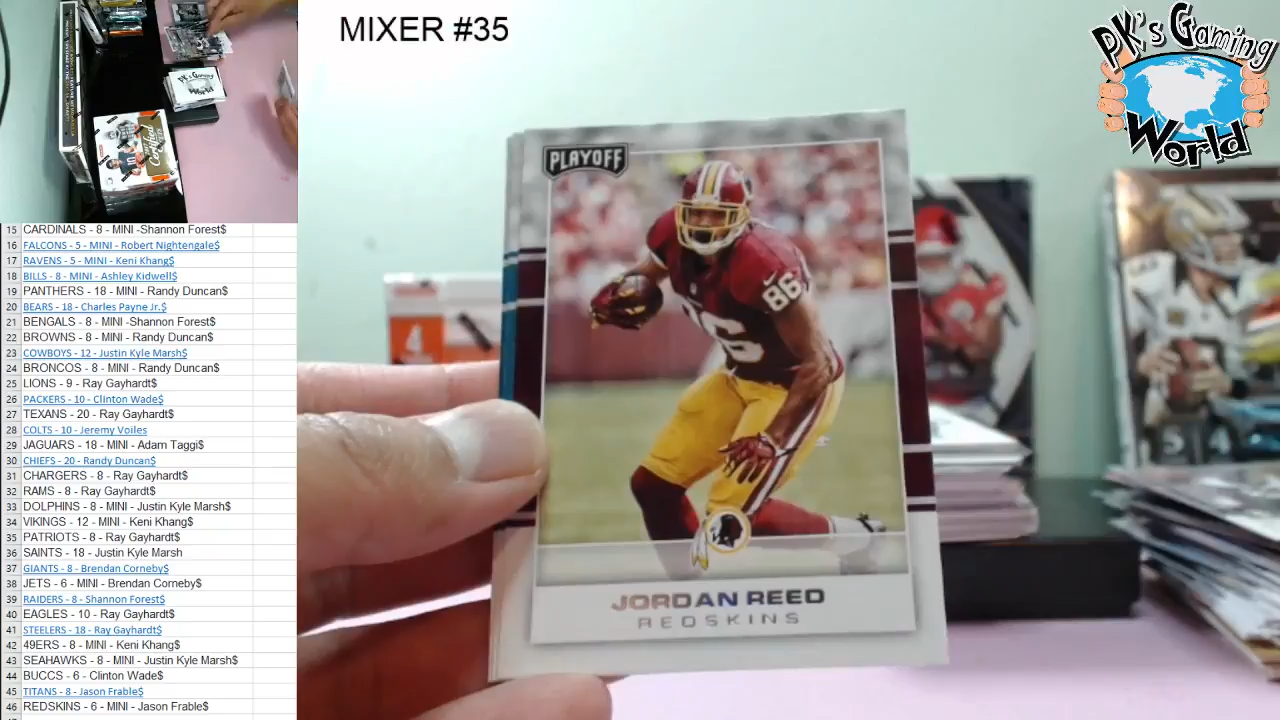 MIXER #35
PK's Gaming
World
PK's
World
15 CARDINALS - 8 - MINI -Shannon Forest$
16 FALCONS - 5 - MINI - Robert Nightengale$
17 RAVENS - 5 - MINI - Keni Khang$
18 BILLS - 8 - MINI - Ashley Kidwell$
19 PANTHERS - 18 - MINI - Randy Duncan$
20 BEARS - 18 - Charles Payne Jr.$
21 BENGALS - 8 - MINI -Shannon Forest$
22 BROWNS - 8 - MINI - Randy Duncan$
23 COWBOYS - 12 - Justin Kyle Marsh$
24 BRONCOS - 8 - MINI - Randy Duncan$
25 LIONS - 9 - Ray Gayhardt$
26 PACKERS - 10 - Clinton Wade$
27 TEXANS - 20 - Ray Gayhardt$
28 COLTS - 10 - Jeremy Voiles
29 JAGUARS - 18 - MINI - Adam Taggi$
30 CHIEFS - 20 - Randy Duncan$
31 CHARGERS - 8 - Ray Gayhardt$
32 RAMS - 8 - Ray Gayhardt$
33 DOLPHINS - 8 - MINI - Justin Kyle Marsh$
34 VIKINGS - 12 - MINI - Keni Khang$
35 PATRIOTS - 8 - MINI - Ray Gayhardt$
36 SAINTS - 18 - Justin Kyle Marsh
37 GIANTS - 8 - Brendan Corneby$
38 JETS - 6 - MINI - Brendan Corneby$
39 RAIDERS - 8 - Shannon Forest$
40 EAGLES - 10 - Ray Gayhardt$
41 STEELERS - 18 - Ray Gayhardt$
42 49ERS - 8 - MINI - Keni Khang$
43 SEAHAWKS - 8 - MINI - Justin Kyle Marsh$
44 BUCCS - 6 - Clinton Wade$
45 TITANS - 8 - Jason Frable$
46 REDSKINS - 6 - MINI - Jason Frable$
PLAYOFF
86
JORDAN REED
REDSKINS
4